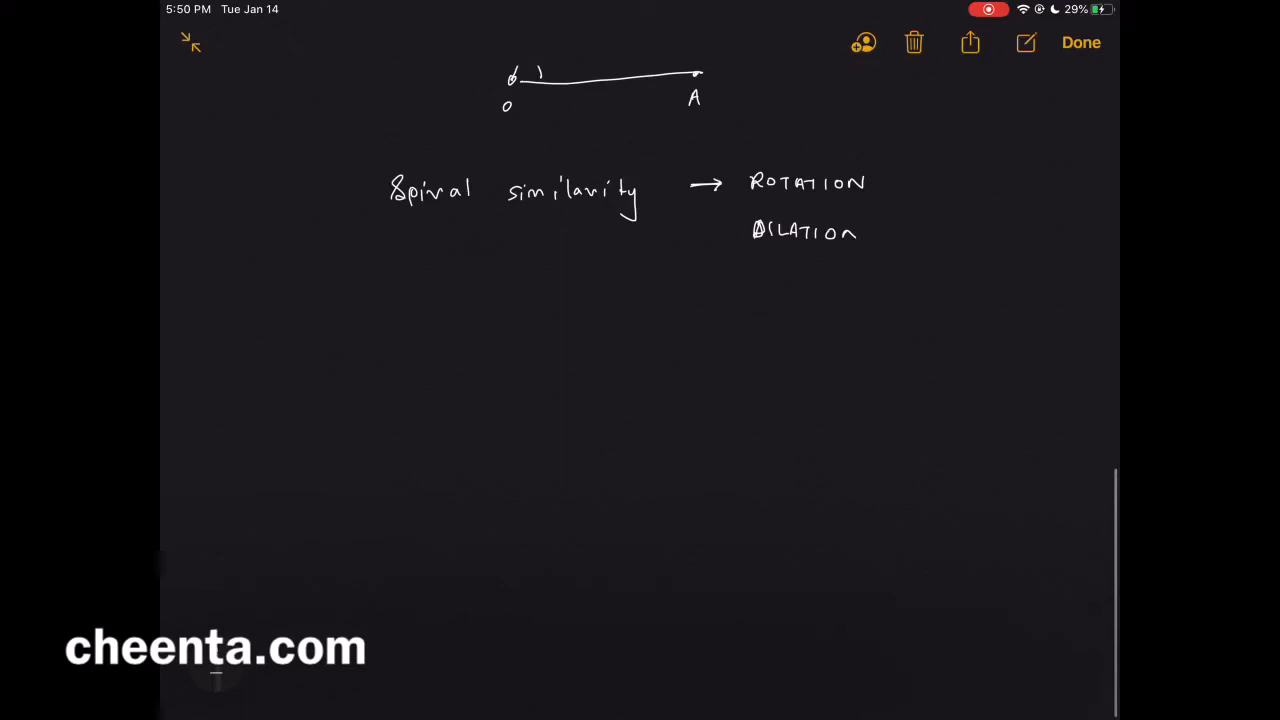 5:50 PM Tue Jan 14 29%
Done
O A
Spiral similarity → ROTATION
DILATION
cheenta.com